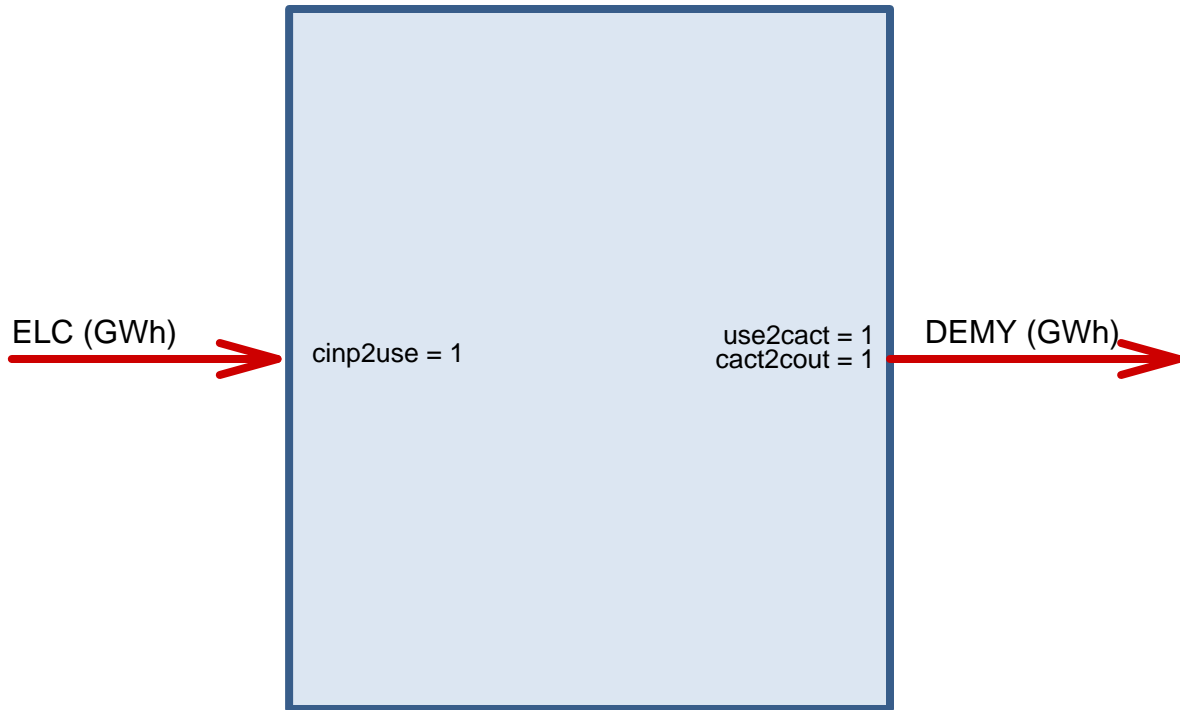 ELC (GWh)
cinp2use = 1
use2cact = 1
cact2cout = 1
DEMY (GWh)